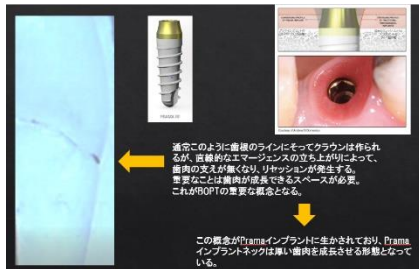 PRAMA RF
通常このように歯根のラインにそってクラウンは作られ
るが、直線的なエマージェンスの立ち上がりによって、
歯肉の支えが無くなり、リセッションが発生する。
重要なことは歯肉が成長できるスペースが必要。
これがBOPTの重要な概念となる。
この概念がPramaインプラントに生かされており、Prama
インプラントネックは厚い歯肉を成長させる形態となって
いる。